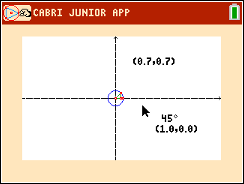 CABRI JUNIOR APP
(0.7,0.7)
45°
(1.0,0.0)